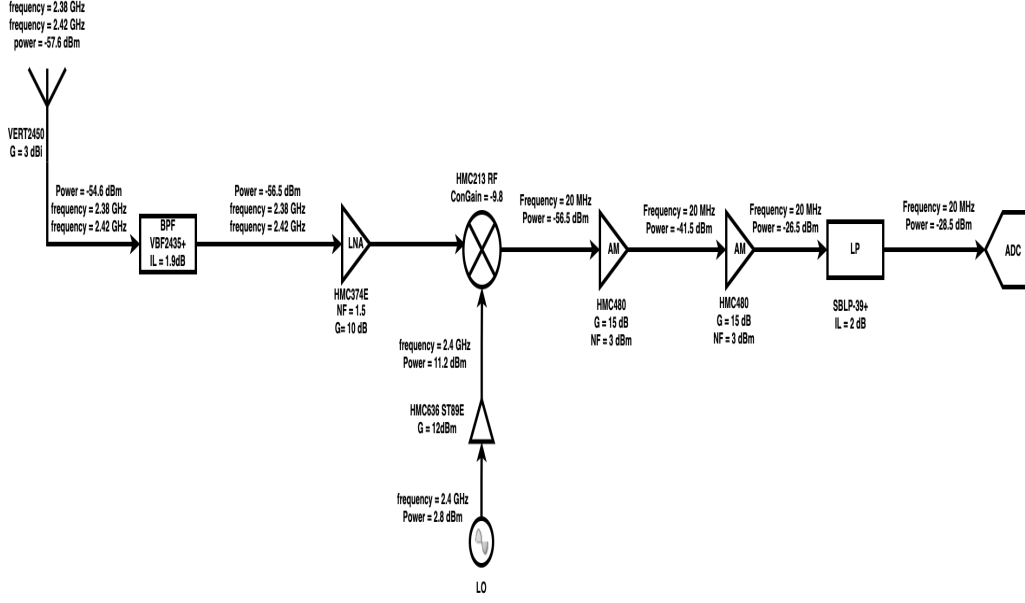 frequency = 2.38 GHz
frequency = 2.42 GHz
power = -57.6 dBm
VERT2450
G = 3 dBi
Power = -54.6 dBm
frequency = 2.38 GHz
frequency = 2.42 GHz
BPF
VBF2435+
IL = 1.9dB
Power = -56.5 dBm
frequency = 2.38 GHz
frequency = 2.42 GHz
LNA
HMC374E
NF = 1.5
G= 10 dB
HMC213 RF
ConGain = -9.8
Frequency = 20 MHz
Power = -56.5 dBm
AM
HMC480
G = 15 dB
NF = 3 dBm
Frequency = 20 MHz
Power = -41.5 dBm
AM
HMC480
G = 15 dB
NF = 3 dBm
Frequency = 20 MHz
Power = -26.5 dBm
LP
SBLP-39+
IL = 2 dB
Frequency = 20 MHz
Power = -28.5 dBm
ADC
frequency = 2.4 GHz
Power = 11.2 dBm
HMC636 ST89E
G = 12dBm
frequency = 2.4 GHz
Power = 2.8 dBm
LO